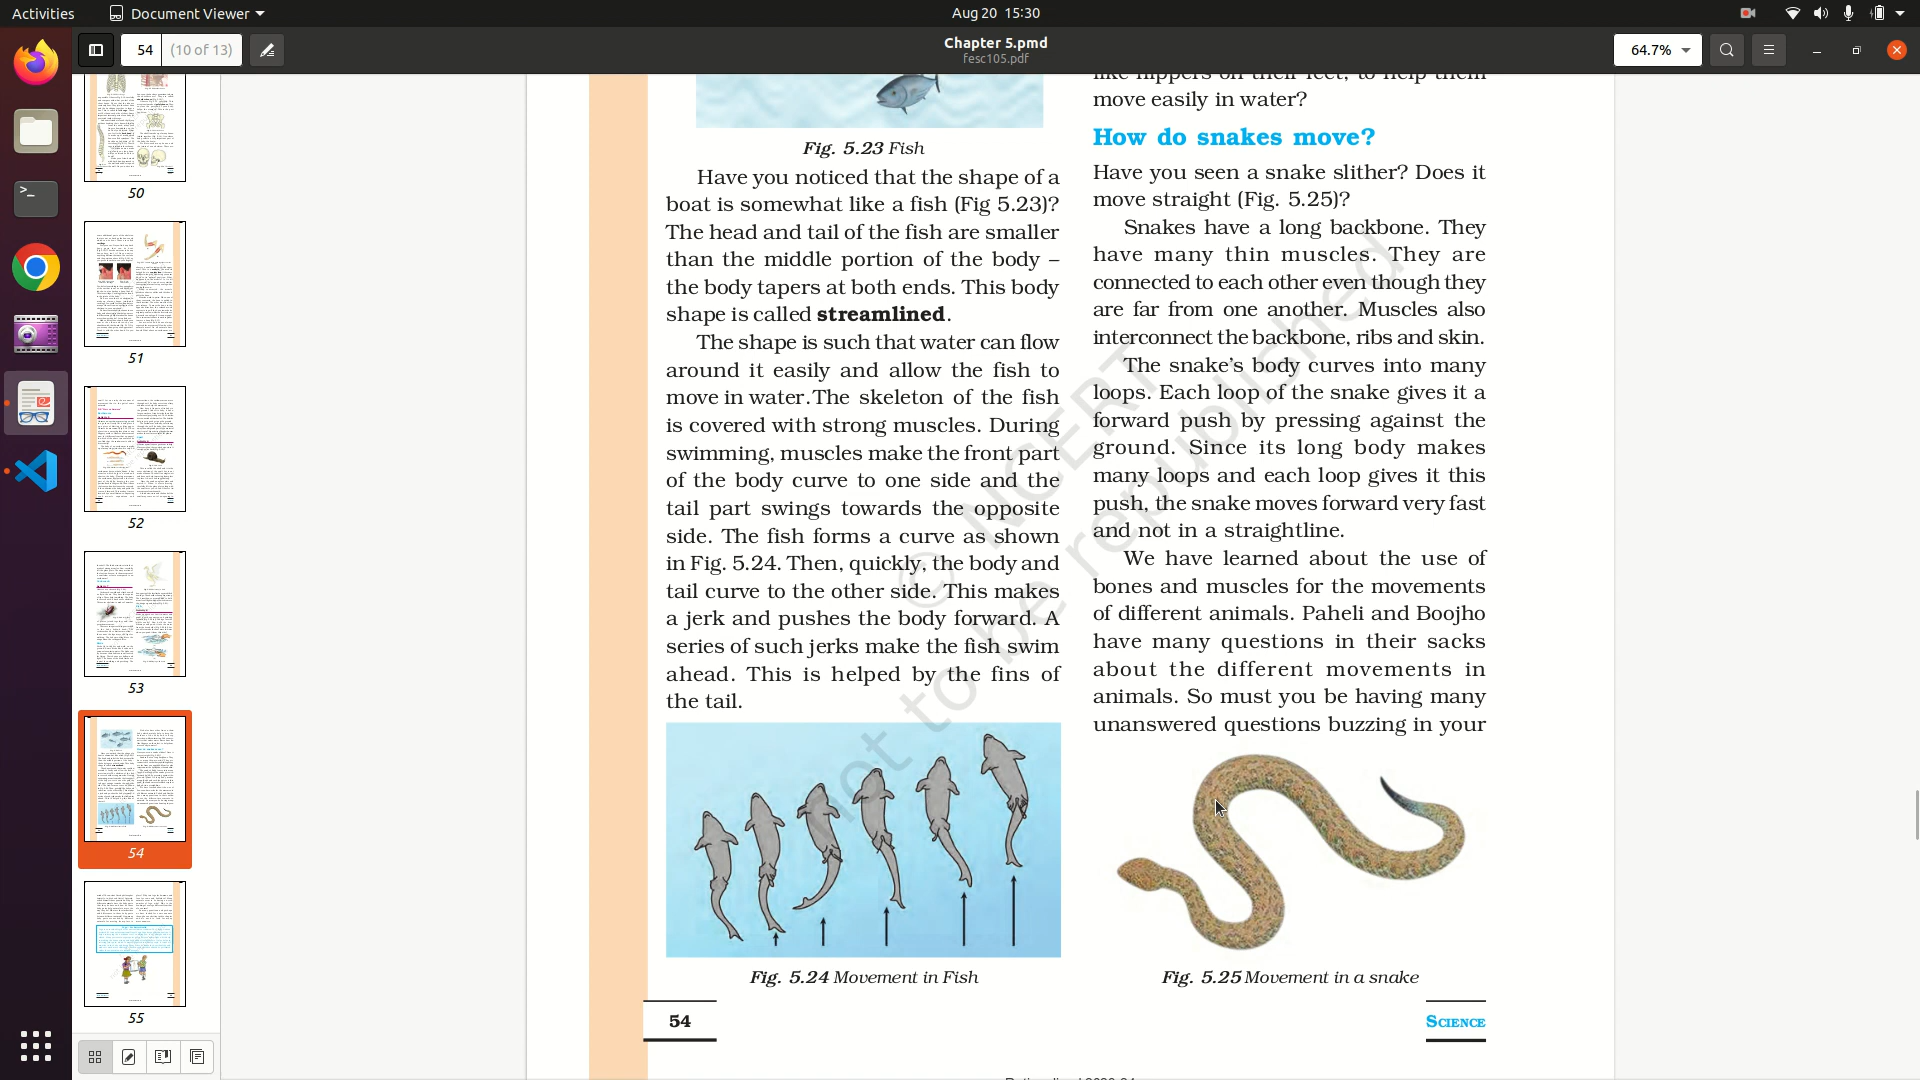 Activities
Document Viewer
Aug 20 15:30
54
(10 of 13)
Chapter 5.pmd
fesc105.pdf
64.7%
50
51
52
53
54
55
Fig. 5.23 Fish
Have you noticed that the shape of a
boat is somewhat like a fish (Fig 5.23)?
The head and tail of the fish are smaller
than the middle portion of the body –
the body tapers at both ends. This body
shape is called streamlined.
The shape is such that water can flow
around it easily and allow the fish to
move in water.The skeleton of the fish
is covered with strong muscles. During
swimming, muscles make the front part
of the body curve to one side and the
tail part swings towards the opposite
side. The fish forms a curve as shown
in Fig. 5.24. Then, quickly, the body and
tail curve to the other side. This makes
a jerk and pushes the body forward. A
series of such jerks make the fish swim
ahead. This is helped by the fins of
the tail.
Fig. 5.24 Movement in Fish
54
like flippers on their feet, to help them
move easily in water?
How do snakes move?
Have you seen a snake slither? Does it
move straight (Fig. 5.25)?
Snakes have a long backbone. They
have many thin muscles. They are
connected to each other even though they
are far from one another. Muscles also
interconnect the backbone, ribs and skin.
The snake's body curves into many
loops. Each loop of the snake gives it a
forward push by pressing against the
ground. Since its long body makes
many loops and each loop gives it this
push, the snake moves forward very fast
and not in a straightline.
We have learned about the use of
bones and muscles for the movements
of different animals. Paheli and Boojho
have many questions in their sacks
about the different movements in
animals. So must you be having many
unanswered questions buzzing in your
Fig. 5.25 Movement in a snake
SCIENCE
© NCERT
not to be republished